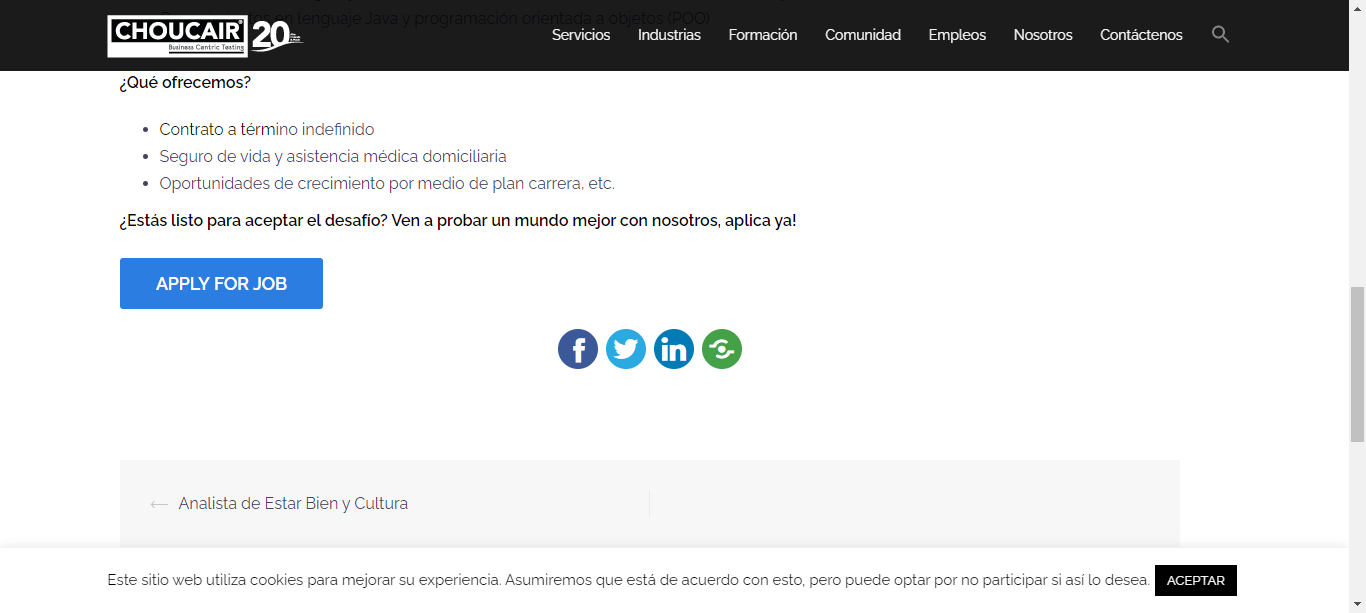 en lenguaje Java y programación orientada a objetos (POO)
CHOUCAIR®
Business Centric Testing
20
Servicios
Industrias
Formación
Comunidad
Empleos
Nosotros
Contáctenos
¿Qué ofrecemos?
Contrato a término indefinido
Seguro de vida y asistencia médica domiciliaria
Oportunidades de crecimiento por medio de plan carrera, etc.
¿Estás listo para aceptar el desafío? Ven a probar un mundo mejor con nosotros, aplica ya!
APPLY FOR JOB
f
in
← Analista de Estar Bien y Cultura
Este sitio web utiliza cookies para mejorar su experiencia. Asumiremos que está de acuerdo con esto, pero puede optar por no participar si así lo desea.
ACEPTAR